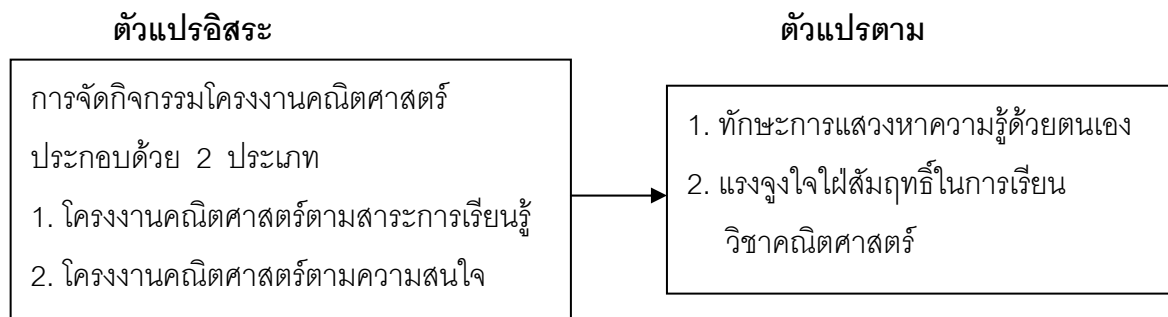 ตัวแปรอิสระ
ตัวแปรตาม
การจัดกิจกรรมโครงงานคณิตศาสตร์
ประกอบด้วย 2 ประเภท
1. โครงงานคณิตศาสตร์ตามสาระการเรียนรู้
2. โครงงานคณิตศาสตร์ตามความสนใจ
1. ทักษะการแสวงหาความรู้ด้วยตนเอง
2. แรงจูงใจใฝ่สัมฤทธิ์ในการเรียน
วิชาคณิตศาสตร์